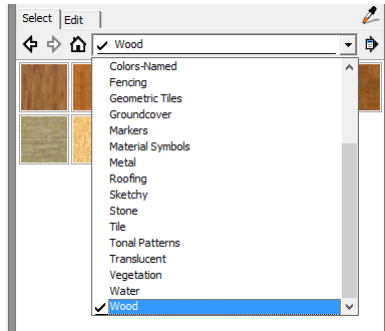 Select Edit
Wood
Colors-Named
Fencing
Geometric Tiles
Groundcover
Markers
Material Symbols
Metal
Roofing
Sketchy
Stone
Tile
Tonal Patterns
Translucent
Vegetation
Water
Wood